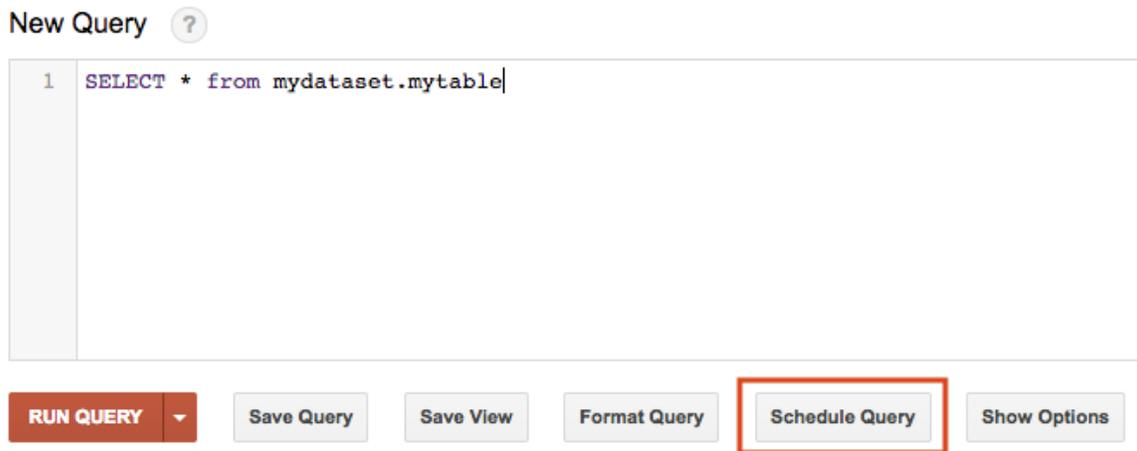 New Query ?
1 SELECT * from mydataset.mytable
RUN QUERY Save Query Save View Format Query Schedule Query Show Options